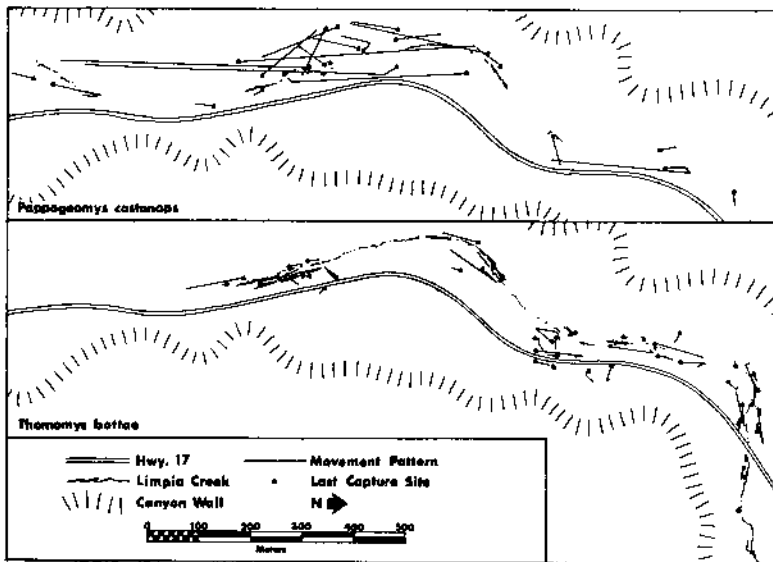 Pappogeomys castanops
Thomomys bottae
Hwy. 17
Movement Pattern
Limpia Creek
Last Capture Site
Canyon Wall
N
0 100 200 300 400 500
Meters